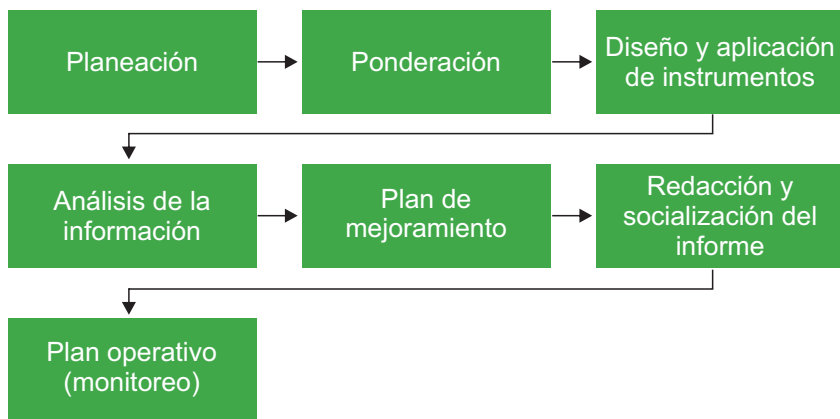 Planeación
Ponderación
Diseño y aplicación
de instrumentos
Análisis de la
información
Plan de
mejoramiento
Redacción y
socialización del
informe
Plan operativo
(monitoreo)